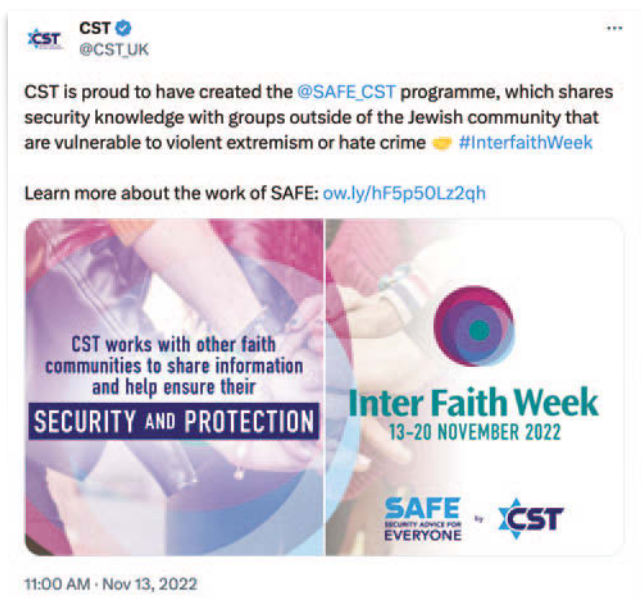 CST
CST
@CST_UK
CST is proud to have created the @SAFE_CST programme, which shares
security knowledge with groups outside of the Jewish community that
are vulnerable to violent extremism or hate crime 🤝 #InterfaithWeek
Learn more about the work of SAFE: ow.ly/hF5p50Lz2qh
CST works with other faith
communities to share information
and help ensure their
SECURITY AND PROTECTION
Inter Faith Week
13-20 NOVEMBER 2022
SAFE
SECURITY ADVICE FOR
EVERYONE
by
CST
11:00 AM · Nov 13, 2022